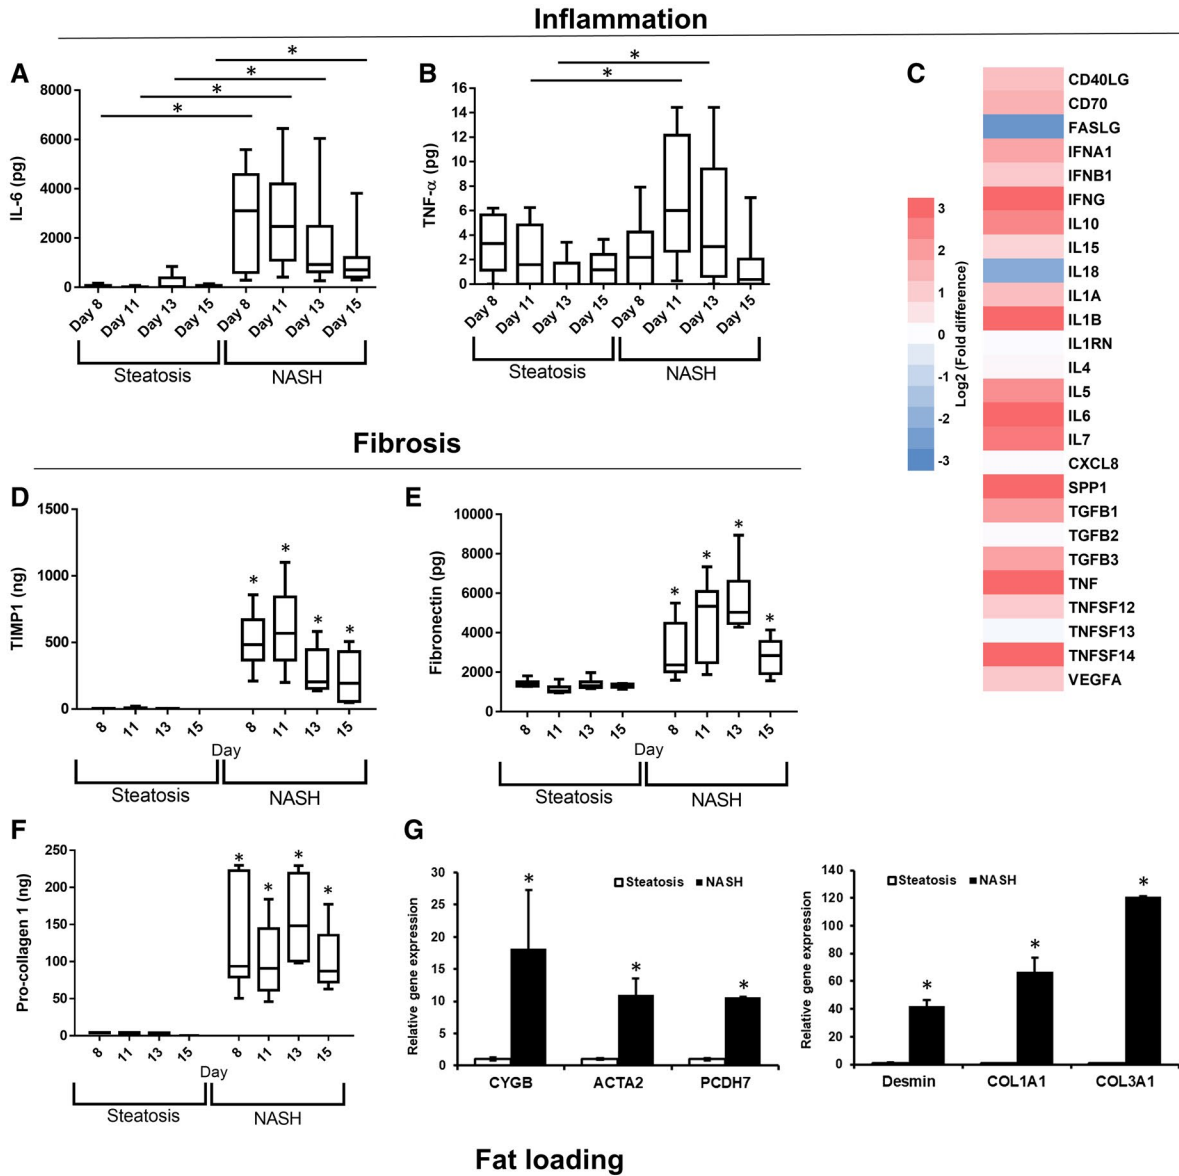 Inflammation
A
IL-6 (pg)
8000
6000
4000
2000
0
*
*
*
*
Day 8
Day 11
Day 13
Day 15
Day 8
Day 11
Day 13
Day 15
Steatosis
NASH
B
TNF-α (pg)
16
14
12
10
8
6
4
2
0
*
*
Day 8
Day 11
Day 13
Day 15
Day 8
Day 11
Day 13
Day 15
Steatosis
NASH
C
3
2
1
0
-1
-2
-3
Log2 (Fold difference)
CD40LG
CD70
FASLG
IFNA1
IFNB1
IFNG
IL10
IL15
IL18
IL1A
IL1B
IL1RN
IL4
IL5
IL6
IL7
CXCL8
SPP1
TGFB1
TGFB2
TGFB3
TNF
TNFSF12
TNFSF13
TNFSF14
VEGFA
Fibrosis
D
TIMP1 (ng)
1500
1000
500
0
* * * *
8 11 13 15 8 11 13 15
Day
Steatosis NASH
E
Fibronectin (pg)
10000
8000
6000
4000
2000
0
* * * *
8 11 13 15 8 11 13 15
Day
Steatosis NASH
F
Pro-collagen 1 (ng)
250
200
150
100
50
0
* * * *
8 11 13 15 8 11 13 15
Day
Steatosis NASH
G
Relative gene expression
30
25
20
15
10
5
0
Steatosis NASH
* * *
CYGB ACTA2 PCDH7
Relative gene expression
140
120
100
80
60
40
20
0
Steatosis NASH
* * *
Desmin COL1A1 COL3A1
Fat loading